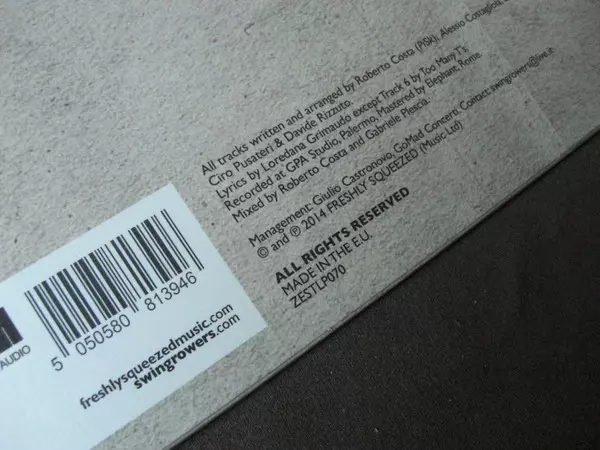 All tracks written and arranged by Roberto Costa (PiSk), Alessio Costagliola,
Ciro Pusateri & Davide Rizzuto.
Lyrics by Loredana Grimaudo except Track 6 by Too Many T's.
Recorded at GPA Studio, Palermo, Mastered by Elephant, Rome.
Mixed by Roberto Costa and Gabriele Plescia.
Management: Giulio Castronovo, GoMad Concerti. Contact: swingrowers@live.it
© and ℗ 2014 FRESHLY SQUEEZED (Music Ltd)
ALL RIGHTS RESERVED
MADE IN THE E.U.
ZESTLP070
AUDIO
5 050580 813946
freshlysqueezedmusic.com
swingrowers.com